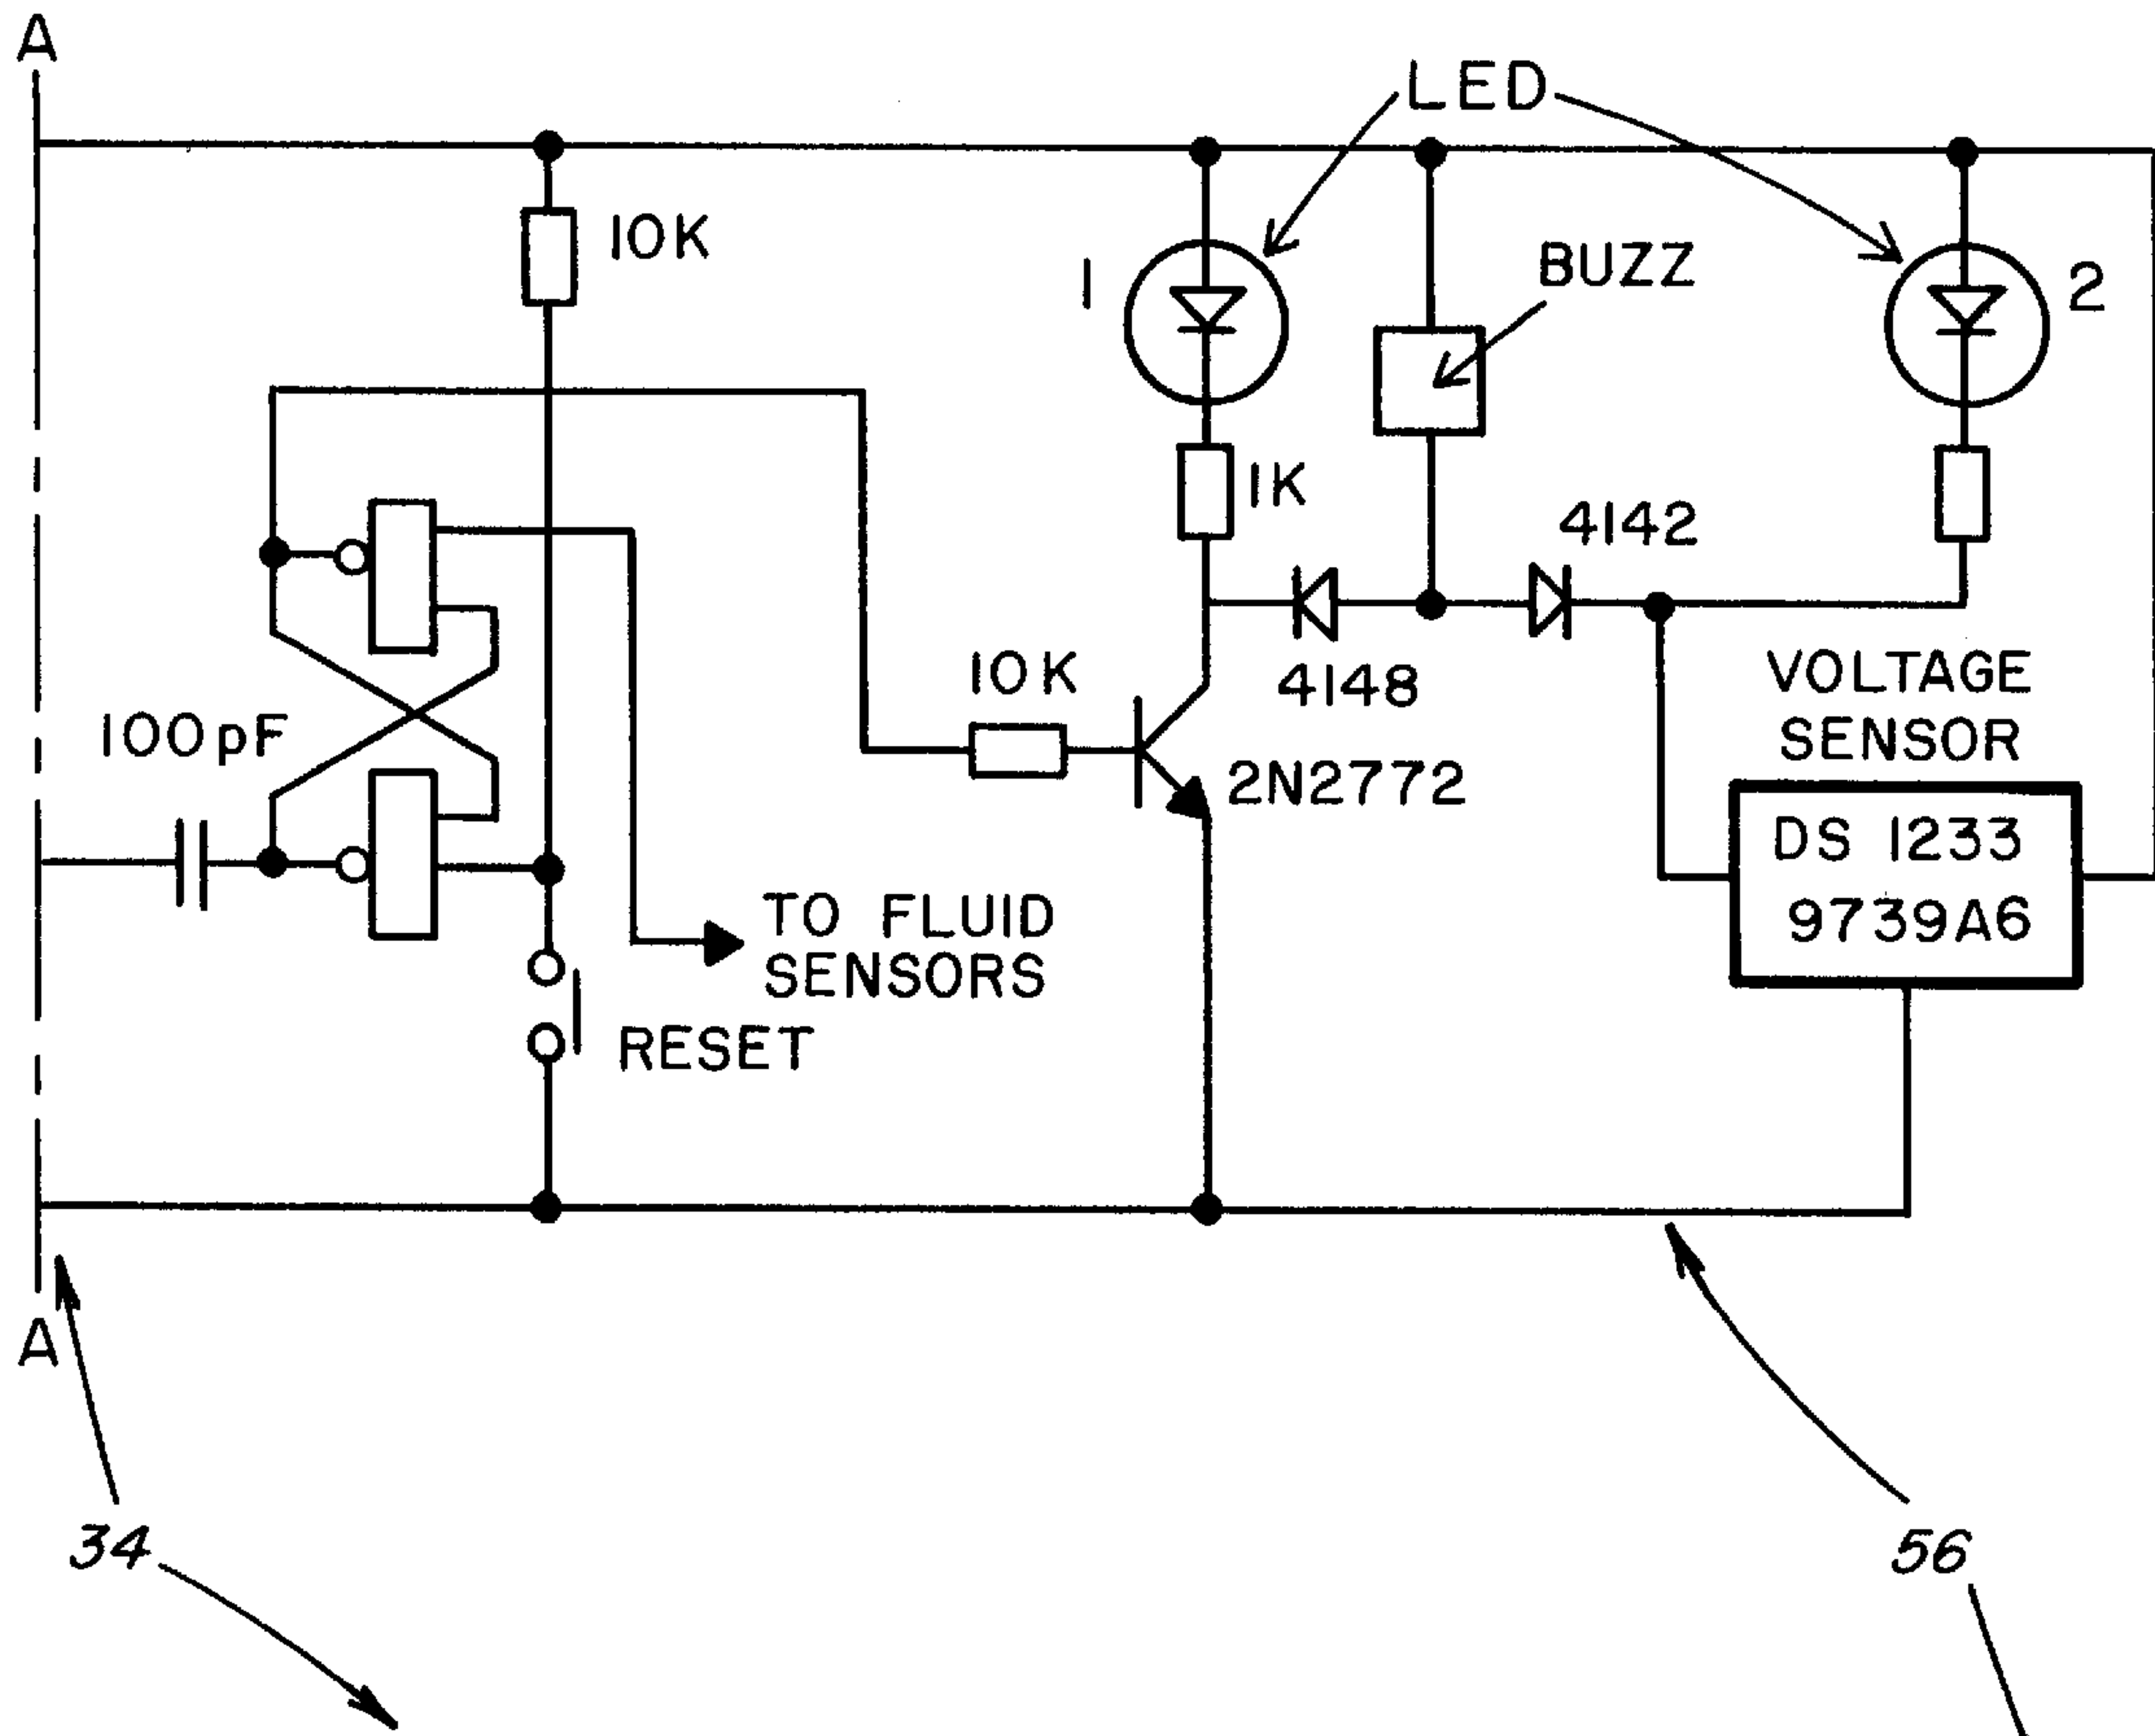 A
LED
10K
1
BUZZ
2
1K
4142
10K
4148
VOLTAGE
SENSOR
100pF
2N2772
DS 1233
9739A6
TO FLUID
SENSORS
RESET
A
34
56